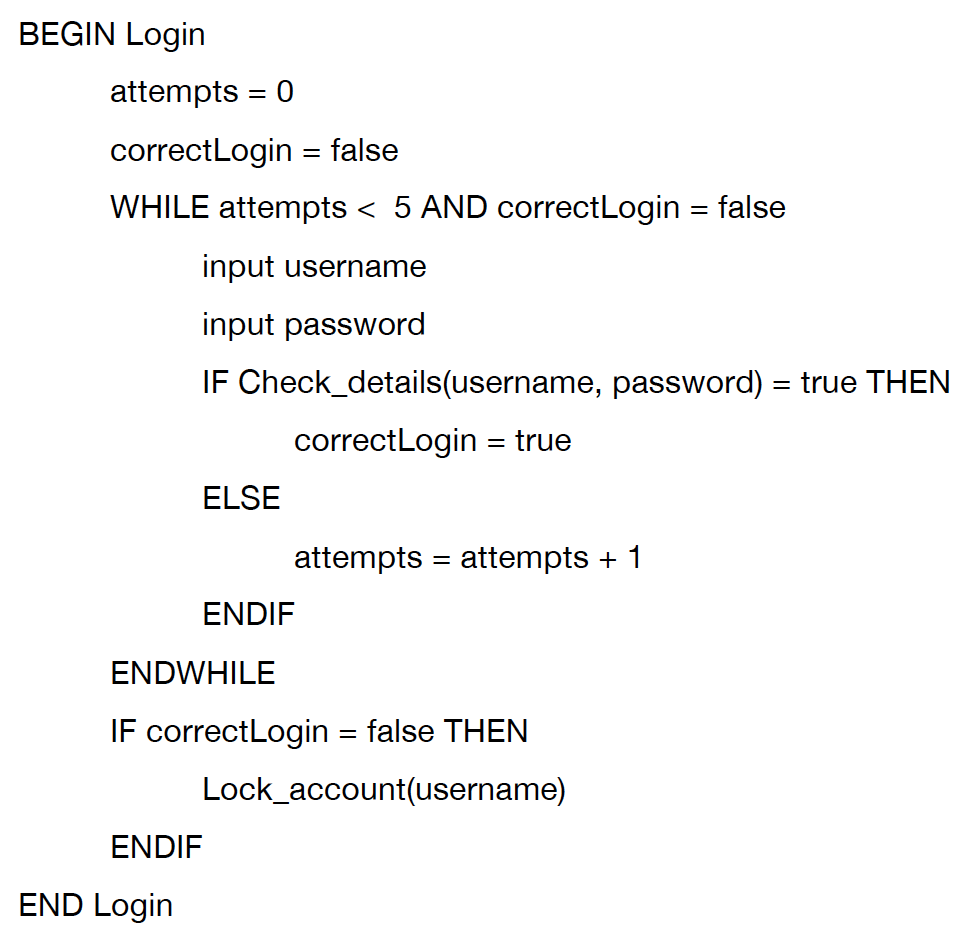 BEGIN Login
attempts = 0
correctLogin = false
WHILE attempts < 5 AND correctLogin = false
input username
input password
IF Check_details(username, password) = true THEN
correctLogin = true
ELSE
attempts = attempts + 1
ENDIF
ENDWHILE
IF correctLogin = false THEN
Lock_account(username)
ENDIF
END Login